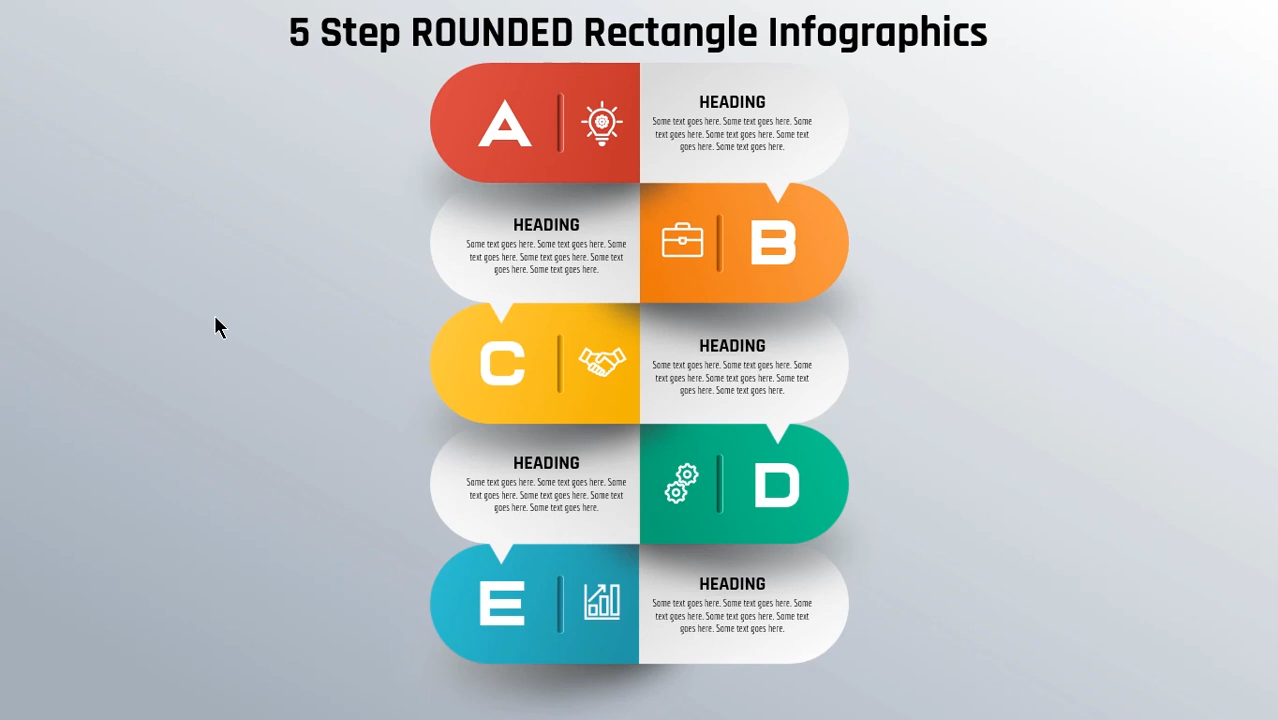 5 Step ROUNDED Rectangle Infographics
A
HEADING
Some text goes here. Some text goes here. Some
text goes here. Some text goes here. Some text
goes here. Some text goes here.
HEADING
Some text goes here. Some text goes here. Some
text goes here. Some text goes here. Some text
goes here. Some text goes here.
B
C
HEADING
Some text goes here. Some text goes here. Some
text goes here. Some text goes here. Some text
goes here. Some text goes here.
HEADING
Some text goes here. Some text goes here. Some
text goes here. Some text goes here. Some text
goes here. Some text goes here.
D
E
HEADING
Some text goes here. Some text goes here. Some
text goes here. Some text goes here. Some text
goes here. Some text goes here.